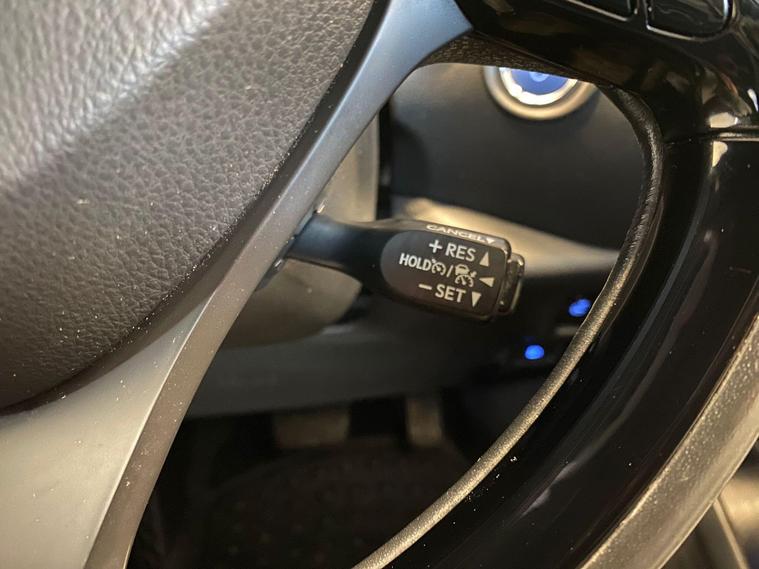 CANCEL
+ RES
HOLD /
− SET